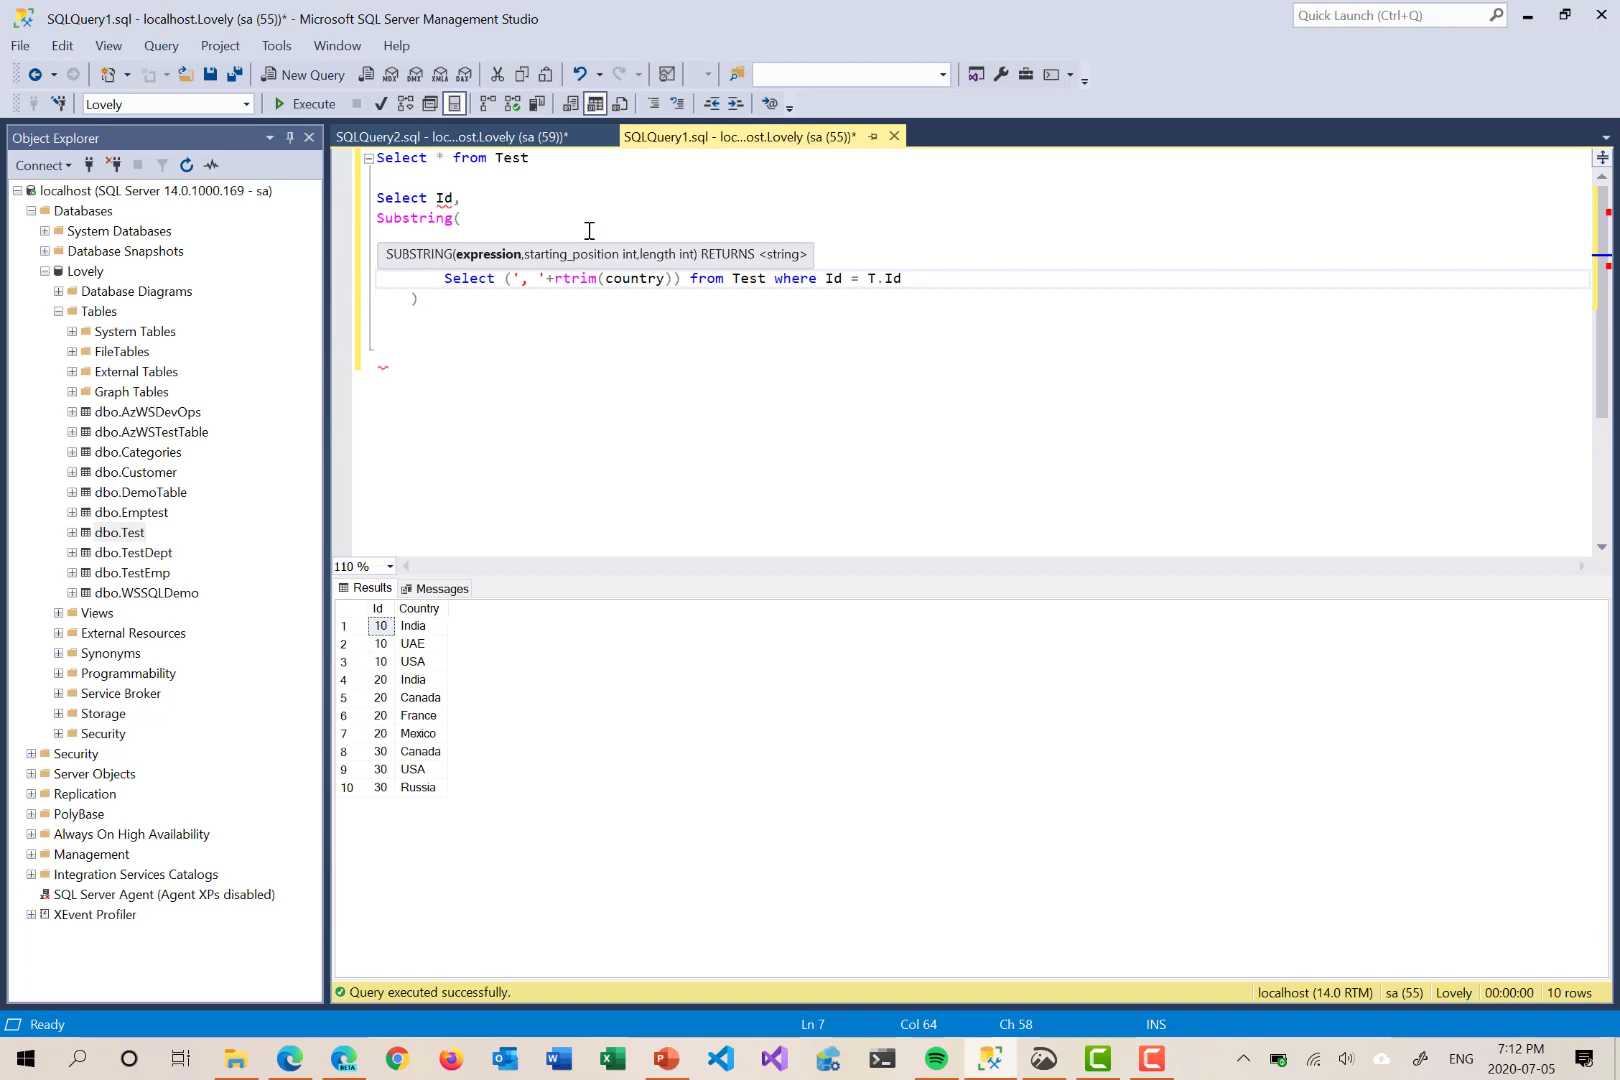 SQLQuery1.sql - localhost.Lovely (sa (55))* - Microsoft SQL Server Management Studio
Quick Launch (Ctrl+Q)
File Edit View Query Project Tools Window Help
New Query
Lovely Execute
Object Explorer
SQLQuery2.sql - loc...ost.Lovely (sa (59))* SQLQuery1.sql - loc...ost.Lovely (sa (55))*
Connect
localhost (SQL Server 14.0.1000.169 - sa)
Databases
System Databases
Database Snapshots
Lovely
Database Diagrams
Tables
System Tables
FileTables
External Tables
Graph Tables
dbo.AzWSDevOps
dbo.AzWSTestTable
dbo.Categories
dbo.Customer
dbo.DemoTable
dbo.Emptest
dbo.Test
dbo.TestDept
dbo.TestEmp
dbo.WSSQLDemo
Views
External Resources
Synonyms
Programmability
Service Broker
Storage
Security
Security
Server Objects
Replication
PolyBase
Always On High Availability
Management
Integration Services Catalogs
SQL Server Agent (Agent XPs disabled)
XEvent Profiler
Select * from Test
Select Id,
Substring(
SUBSTRING(expression,starting_position int,length int) RETURNS <string>
Select (', '+rtrim(country)) from Test where Id = T.Id
)
110 %
Results Messages
Id Country
1 10 India
2 10 UAE
3 10 USA
4 20 India
5 20 Canada
6 20 France
7 20 Mexico
8 30 Canada
9 30 USA
10 30 Russia
Query executed successfully. localhost (14.0 RTM) sa (55) Lovely 00:00:00 10 rows
Ready Ln 7 Col 64 Ch 58 INS
ENG 7:12 PM
2020-07-05